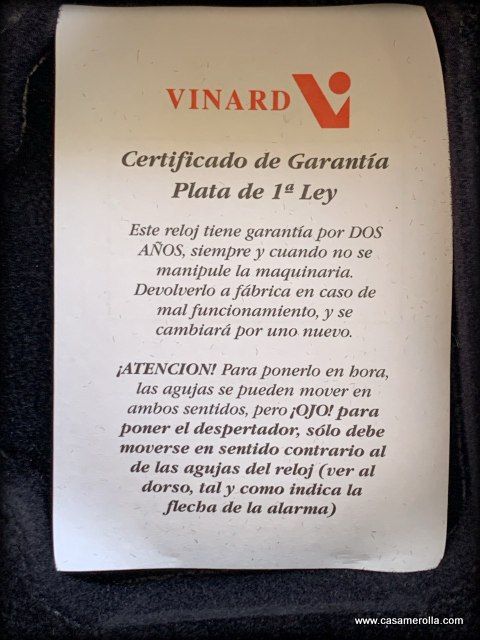 VINARD
Certificado de Garantía
Plata de 1ª Ley
Este reloj tiene garantía por DOS
AÑOS, siempre y cuando no se
manipule la maquinaria.
Devolverlo a fábrica en caso de
mal funcionamiento, y se
cambiará por uno nuevo.
¡ATENCION! Para ponerlo en hora,
las agujas se pueden mover en
ambos sentidos, pero ¡OJO! para
poner el despertador, sólo debe
moverse en sentido contrario al
de las agujas del reloj (ver al
dorso, tal y como indica la
flecha de la alarma)
www.casamerolla.com